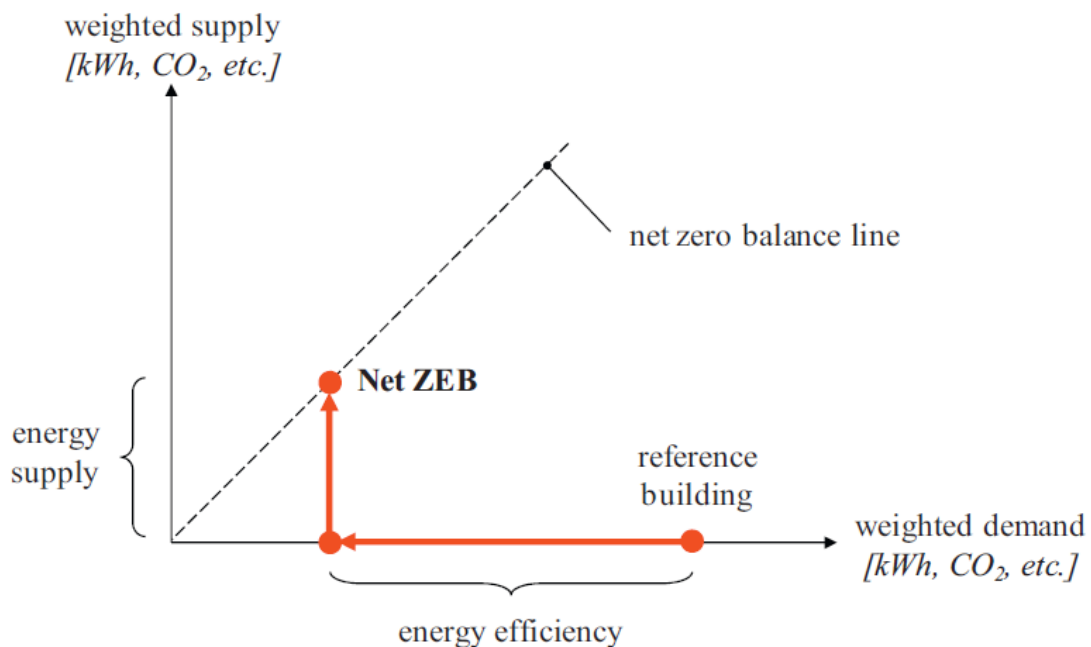 weighted supply
[kWh, CO₂, etc.]
net zero balance line
Net ZEB
energy
supply
reference
building
weighted demand
[kWh, CO₂, etc.]
energy efficiency